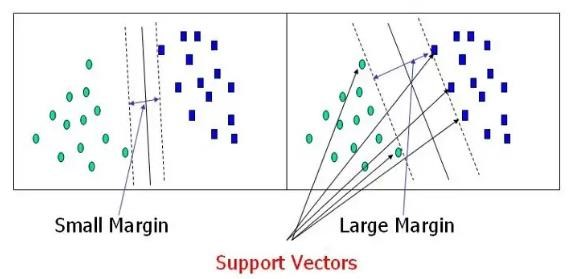 Small Margin
Large Margin
Support Vectors